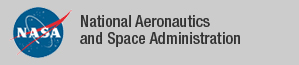 NASA
National Aeronautics
and Space Administration